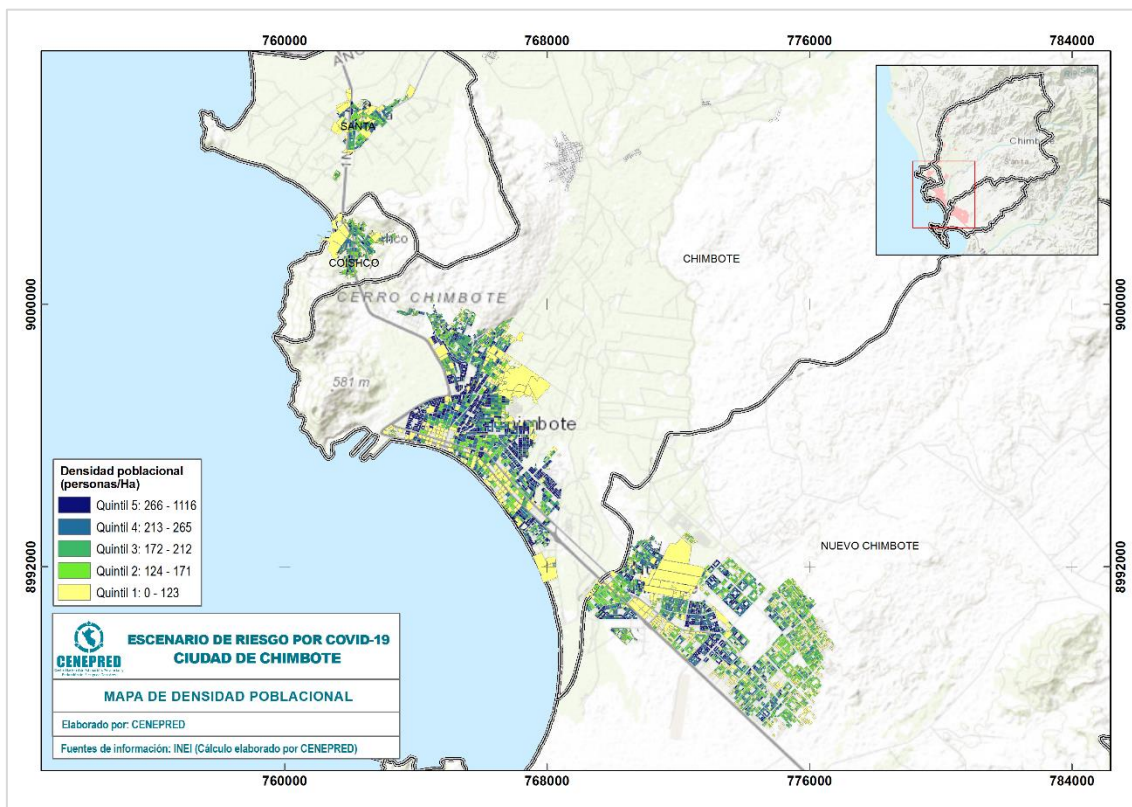 760000
768000
776000
784000
SANTA
Chimb
Santa
COISHCO
CHIMBOTE
CERRO CHIMBOTE
9000000
9000000
581 m
imbote
NUEVO CHIMBOTE
8992000
8992000
Densidad poblacional
(personas/Ha)
Quintil 5: 266 - 1116
Quintil 4: 213 - 265
Quintil 3: 172 - 212
Quintil 2: 124 - 171
Quintil 1: 0 - 123
CENEPRED
ESCENARIO DE RIESGO POR COVID-19
CIUDAD DE CHIMBOTE
MAPA DE DENSIDAD POBLACIONAL
Elaborado por: CENEPRED
Fuentes de información: INEI (Cálculo elaborado por CENEPRED)
760000
768000
776000
784000